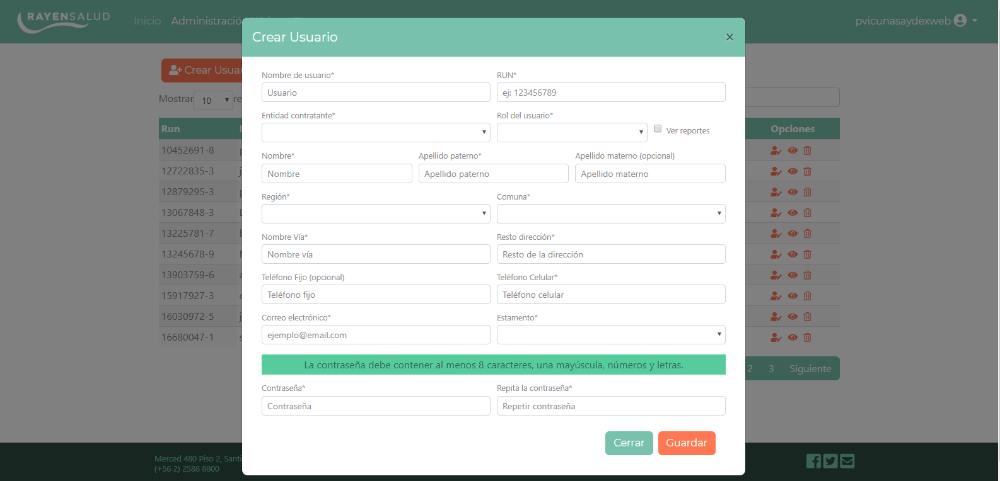 RAYENSALUD
Inicio Administració
pvicunasaydexweb
Crear Usuario
×
Crear Usuar
Mostrar 10 re
Nombre de usuario* RUN*
Usuario ej: 123456789
Entidad contratante* Rol del usuario*
Ver reportes
Nombre* Apellido paterno* Apellido materno (opcional)
Nombre Apellido paterno Apellido materno
Región* Comuna*
Nombre Vía* Resto dirección*
Nombre vía Resto de la dirección
Teléfono Fijo (opcional) Teléfono Celular*
Teléfono fijo Teléfono celular
Correo electrónico* Estamento*
ejemplo@email.com
La contraseña debe contener al menos 8 caracteres, una mayúscula, números y letras.
Contraseña* Repita la contraseña*
Contraseña Repetir contraseña
Cerrar Guardar
Run Opciones
10452691-8
12722835-3
12879295-3
13067848-3
13225781-7
13245678-9
13903759-6
15917927-3
16030972-5
16680047-1
2 3 Siguiente
Merced 480 Piso 2, Santi
(+56 2) 2588 8800